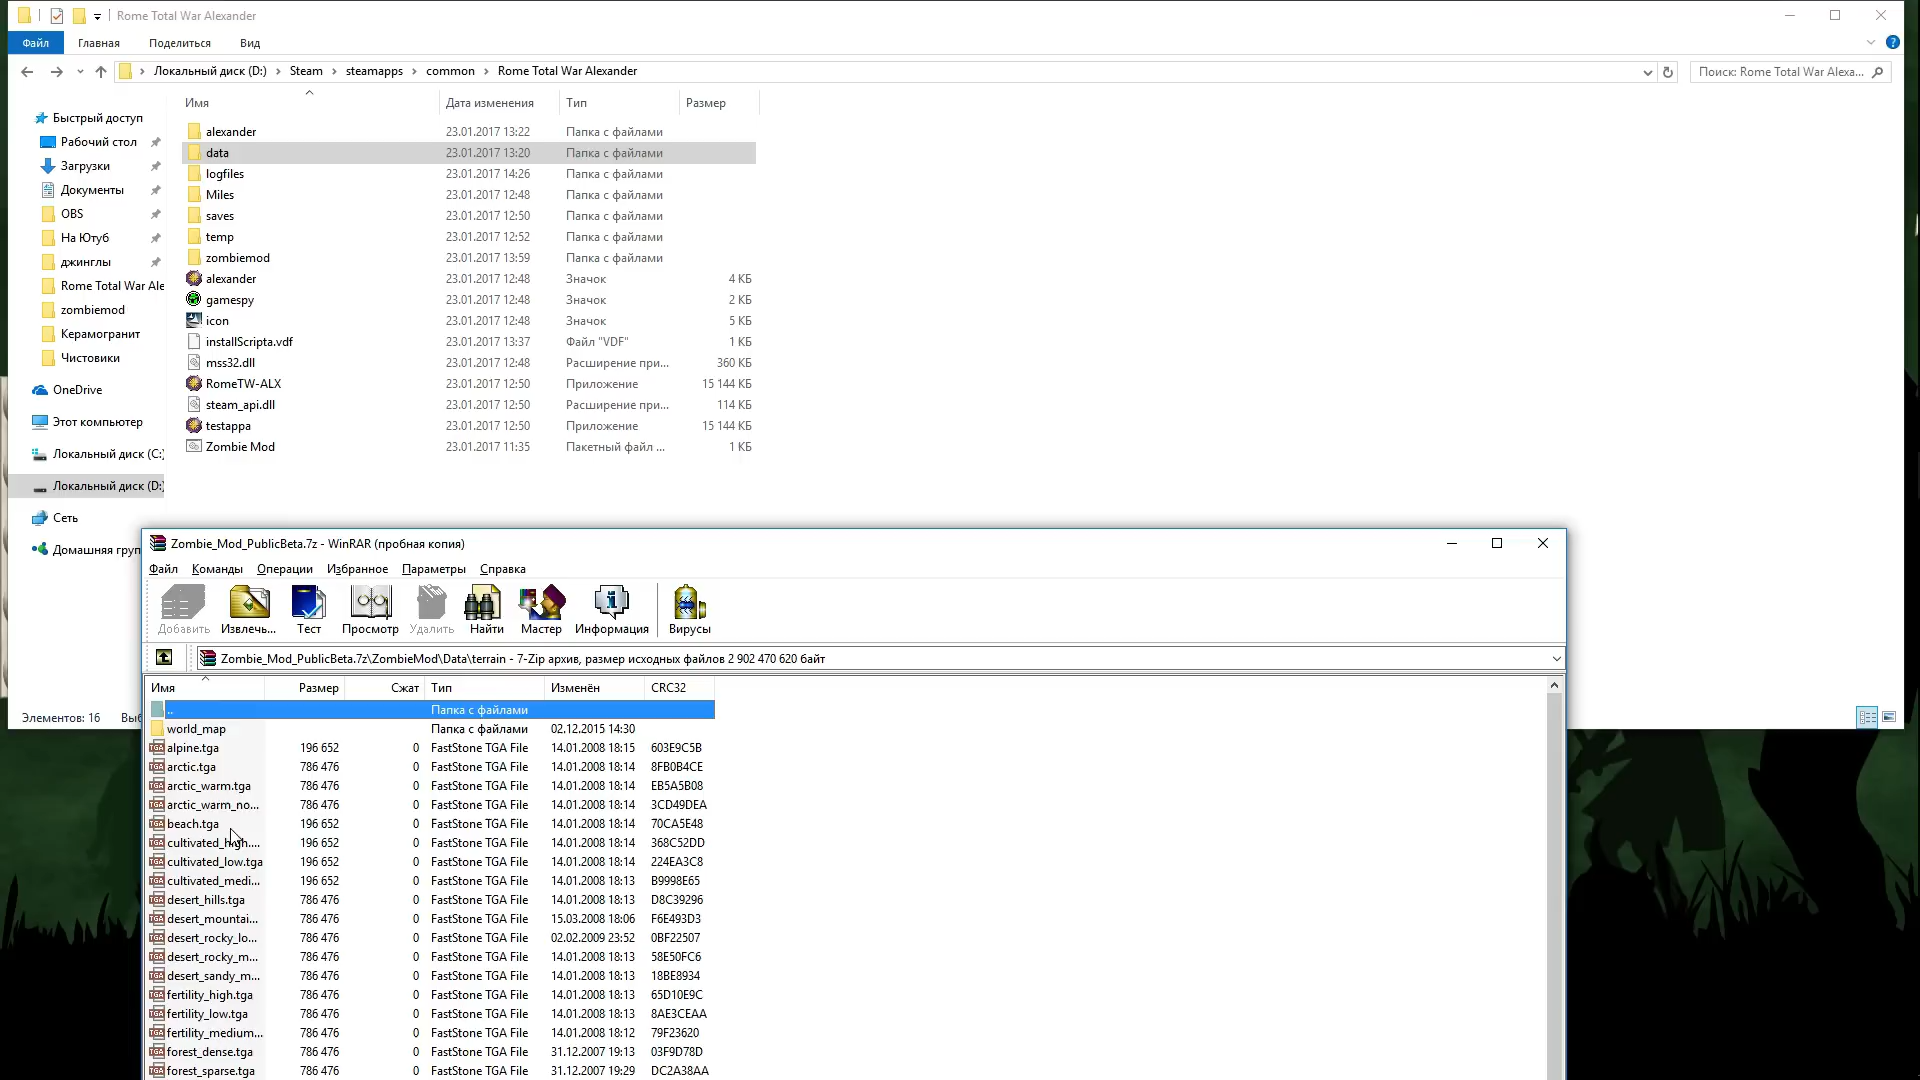 Rome Total War Alexander
Файл Главная Поделиться Вид
Локальный диск (D:) Steam steamapps common Rome Total War Alexander Поиск: Rome Total War Alexa...
Имя Дата изменения Тип Размер
Быстрый доступ
Рабочий стол
Загрузки
Документы
OBS
На Ютуб
джинглы
Rome Total War Ale
zombiemod
Керамогранит
Чистовики
OneDrive
Этот компьютер
Локальный диск (C:)
Локальный диск (D:)
Сеть
Домашняя груп
alexander 23.01.2017 13:22 Папка с файлами
data 23.01.2017 13:20 Папка с файлами
logfiles 23.01.2017 14:26 Папка с файлами
Miles 23.01.2017 12:48 Папка с файлами
saves 23.01.2017 12:50 Папка с файлами
temp 23.01.2017 12:52 Папка с файлами
zombiemod 23.01.2017 13:59 Папка с файлами
alexander 23.01.2017 12:48 Значок 4 КБ
gamespy 23.01.2017 12:48 Значок 2 КБ
icon 23.01.2017 12:48 Значок 5 КБ
installScripta.vdf 23.01.2017 13:37 Файл "VDF" 1 КБ
mss32.dll 23.01.2017 12:48 Расширение при... 360 КБ
RomeTW-ALX 23.01.2017 12:50 Приложение 15 144 КБ
steam_api.dll 23.01.2017 12:50 Расширение при... 114 КБ
testappa 23.01.2017 12:50 Приложение 15 144 КБ
Zombie Mod 23.01.2017 11:35 Пакетный файл ... 1 КБ
Элементов: 16 Выб
Zombie_Mod_PublicBeta.7z - WinRAR (пробная копия)
Файл Команды Операции Избранное Параметры Справка
Добавить Извлечь... Тест Просмотр Удалить Найти Мастер Информация Вирусы
Zombie_Mod_PublicBeta.7z\ZombieMod\Data\terrain - 7-Zip архив, размер исходных файлов 2 902 470 620 байт
Имя Размер Сжат Тип Изменён CRC32
.. Папка с файлами
world_map Папка с файлами 02.12.2015 14:30
alpine.tga 196 652 0 FastStone TGA File 14.01.2008 18:15 603E9C5B
arctic.tga 786 476 0 FastStone TGA File 14.01.2008 18:14 8FB0B4CE
arctic_warm.tga 786 476 0 FastStone TGA File 14.01.2008 18:14 EB5A5B08
arctic_warm_no... 786 476 0 FastStone TGA File 14.01.2008 18:14 3CD49DEA
beach.tga 196 652 0 FastStone TGA File 14.01.2008 18:14 70CA5E48
cultivated_high.... 196 652 0 FastStone TGA File 14.01.2008 18:14 368C52DD
cultivated_low.tga 196 652 0 FastStone TGA File 14.01.2008 18:14 224EA3C8
cultivated_medi... 196 652 0 FastStone TGA File 14.01.2008 18:13 B9998E65
desert_hills.tga 786 476 0 FastStone TGA File 14.01.2008 18:13 D8C39296
desert_mountai... 786 476 0 FastStone TGA File 15.03.2008 18:06 F6E493D3
desert_rocky_lo... 786 476 0 FastStone TGA File 02.02.2009 23:52 0BF22507
desert_rocky_m... 786 476 0 FastStone TGA File 14.01.2008 18:13 58E50FC6
desert_sandy_m... 786 476 0 FastStone TGA File 14.01.2008 18:13 18BE8934
fertility_high.tga 786 476 0 FastStone TGA File 14.01.2008 18:13 65D10E9C
fertility_low.tga 786 476 0 FastStone TGA File 14.01.2008 18:13 8AE3CEAA
fertility_medium... 786 476 0 FastStone TGA File 14.01.2008 18:12 79F23620
forest_dense.tga 786 476 0 FastStone TGA File 31.12.2007 19:13 03F9D78D
forest_sparse.tga 786 476 0 FastStone TGA File 31.12.2007 19:29 DC2A38AA